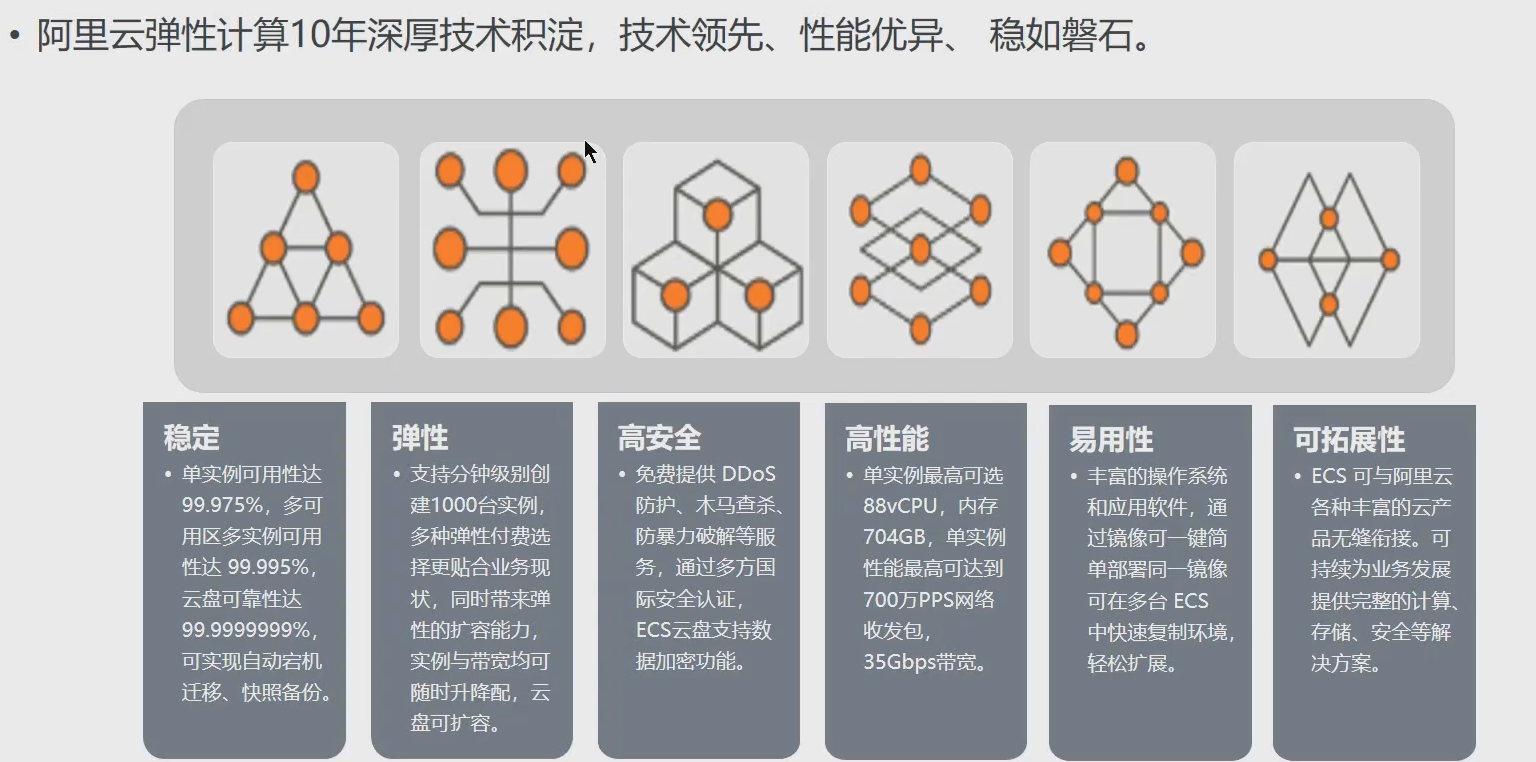 • 阿里云弹性计算10年深厚技术积淀，技术领先、性能优异、 稳如磐石。
稳定
• 单实例可用性达
99.975%，多可
用区多实例可用
性达 99.995%，
云盘可靠性达
99.9999999%，
可实现自动宕机
迁移、快照备份。
弹性
• 支持分钟级别创
建1000台实例，
多种弹性付费选
择更贴合业务现
状，同时带来弹
性的扩容能力，
实例与带宽均可
随时升降配，云
盘可扩容。
高安全
• 免费提供 DDoS
防护、木马查杀、
防暴力破解等服
务，通过多方国
际安全认证，
ECS云盘支持数
据加密功能。
高性能
• 单实例最高可选
88vCPU，内存
704GB，单实例
性能最高可达到
700万PPS网络
收发包，
35Gbps带宽。
易用性
• 丰富的操作系统
和应用软件，通
过镜像可一键简
单部署同一镜像
可在多台 ECS
中快速复制环境，
轻松扩展。
可拓展性
• ECS 可与阿里云
各种丰富的云产
品无缝衔接。可
持续为业务发展
提供完整的计算、
存储、安全等解
决方案。